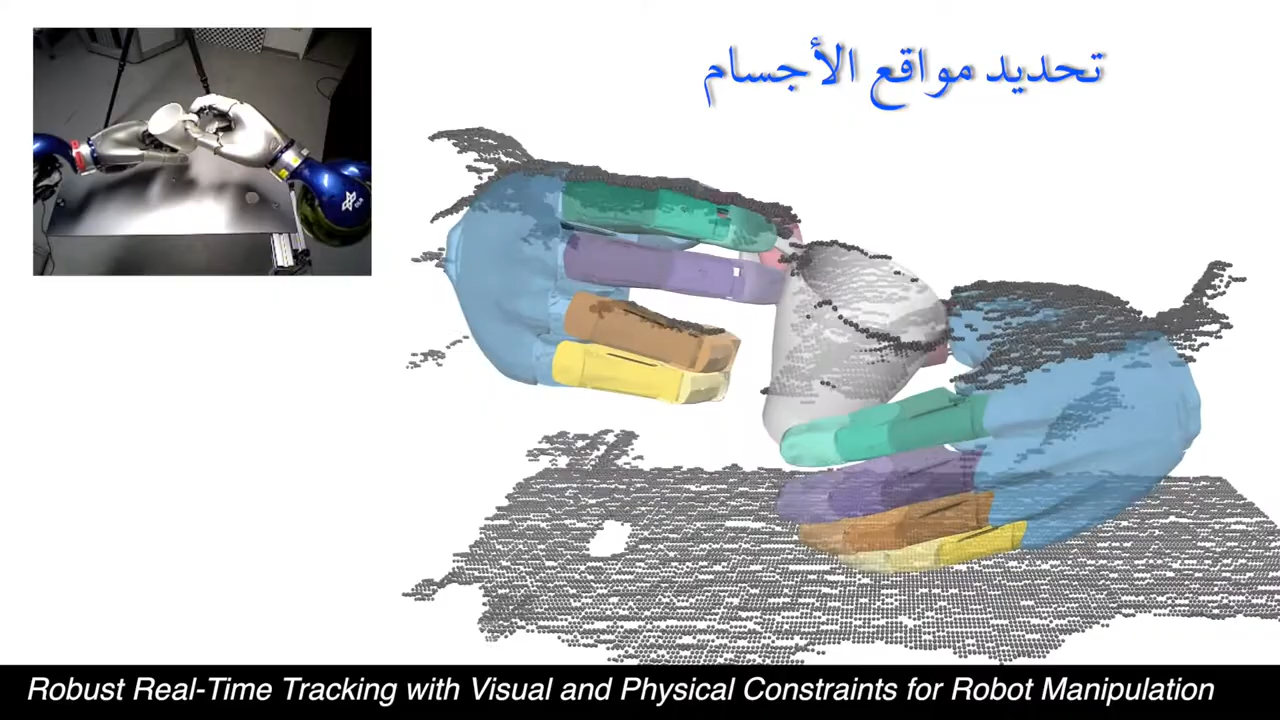 تحديد مواقع الأجسام
Robust Real-Time Tracking with Visual and Physical Constraints for Robot Manipulation